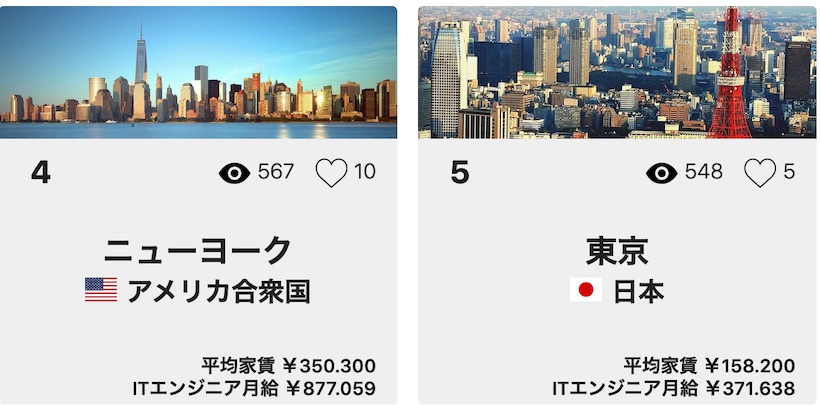 4
567
10
ニューヨーク
アメリカ合衆国
平均家賃 ¥350.300
ITエンジニア月給 ¥877.059
5
548
5
東京
日本
平均家賃 ¥158.200
ITエンジニア月給 ¥371.638